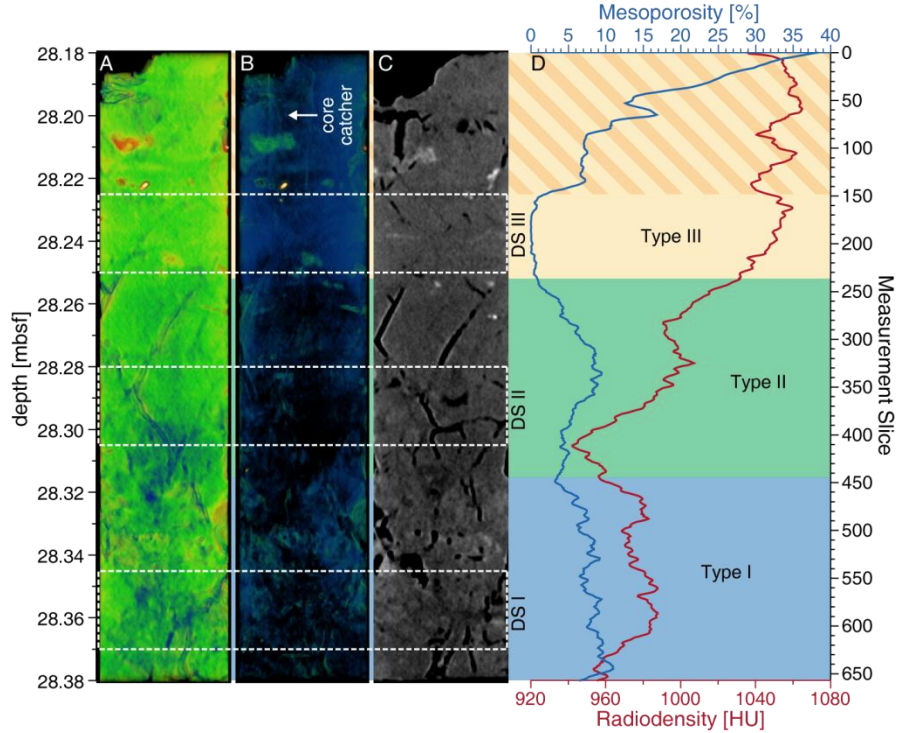 Mesoporosity [%]
0 5 10 15 20 25 30 35 40
A B C D
core catcher
28.18
28.20
28.22
28.24
28.26
28.28
28.30
28.32
28.34
28.36
28.38
depth [mbsf]
DS III
DS II
DS I
Type III
Type II
Type I
0
50
100
150
200
250
300
350
400
450
500
550
600
650
Measurement Slice
920 960 1000 1040 1080
Radiodensity [HU]